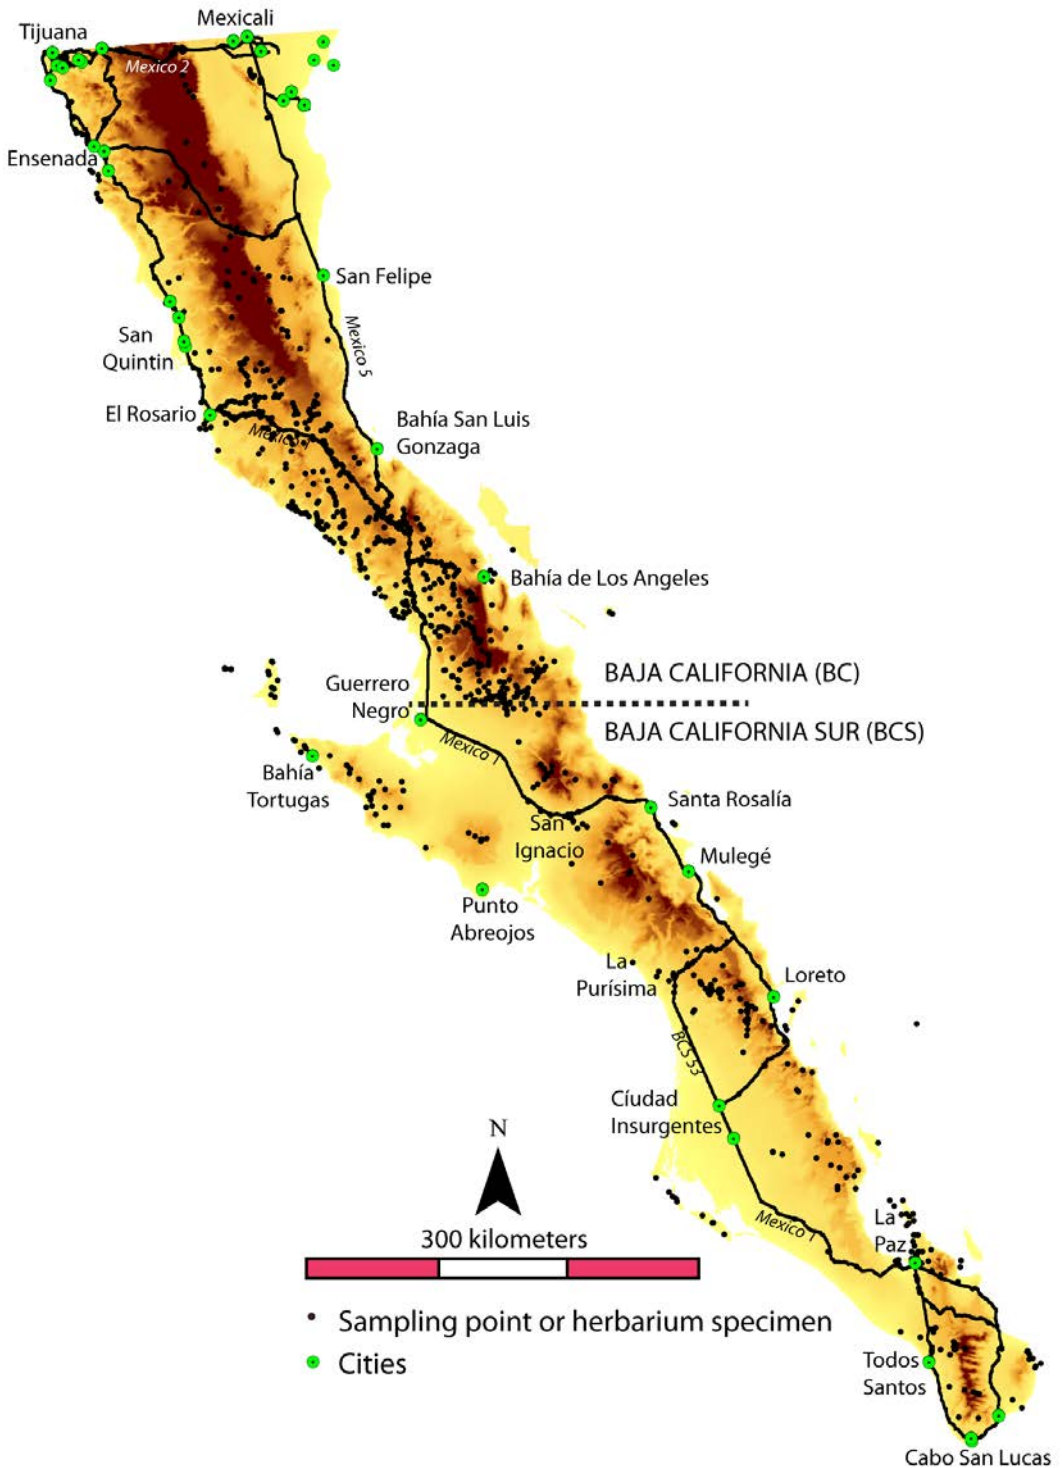 Mexicali
Tijuana
Mexico 2
Ensenada
San Felipe
Mexico 5
San
Quintin
El Rosario
Mexico 1
Bahía San Luis
Gonzaga
Bahía de Los Angeles
BAJA CALIFORNIA (BC)
Guerrero
Negro
BAJA CALIFORNIA SUR (BCS)
Mexico 1
Bahía
Tortugas
Santa Rosalía
San
Ignacio
Mulegé
Punto
Abreojos
La
Purísima
Loreto
BCS 53
Cíudad
Insurgentes
N
300 kilometers
La
Paz
Mexico 1
Sampling point or herbarium specimen
Cities
Todos
Santos
Cabo San Lucas